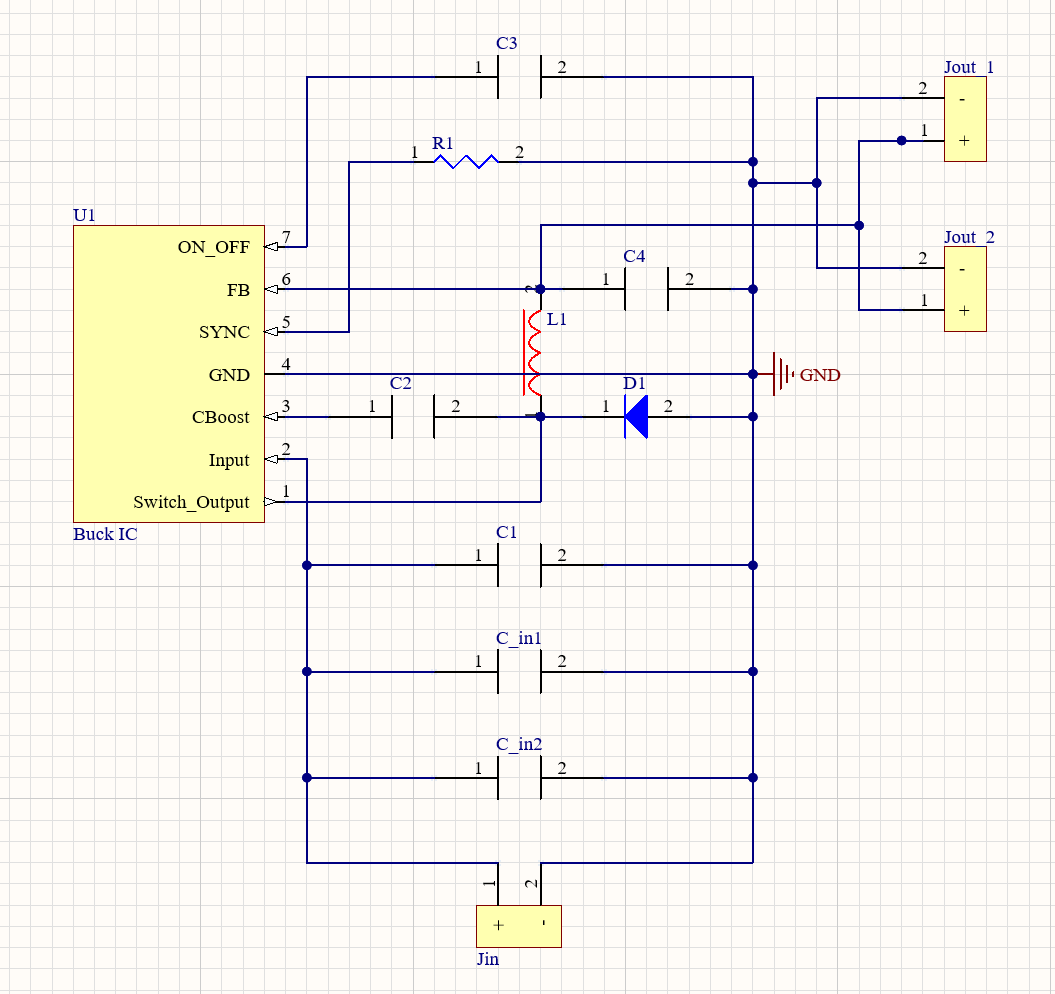 C3
1 2
Jout_1
2 -
1 +
R1
1 2
U1
ON_OFF 7
FB 6
SYNC 5
GND 4
CBoost 3
Input 2
Switch_Output 1
Buck IC
C4
1 2
Jout_2
2 -
1 +
2
L1
1
GND
C2
1 2
D1
1 2
C1
1 2
C_in1
1 2
C_in2
1 2
1 2
+ -
Jin